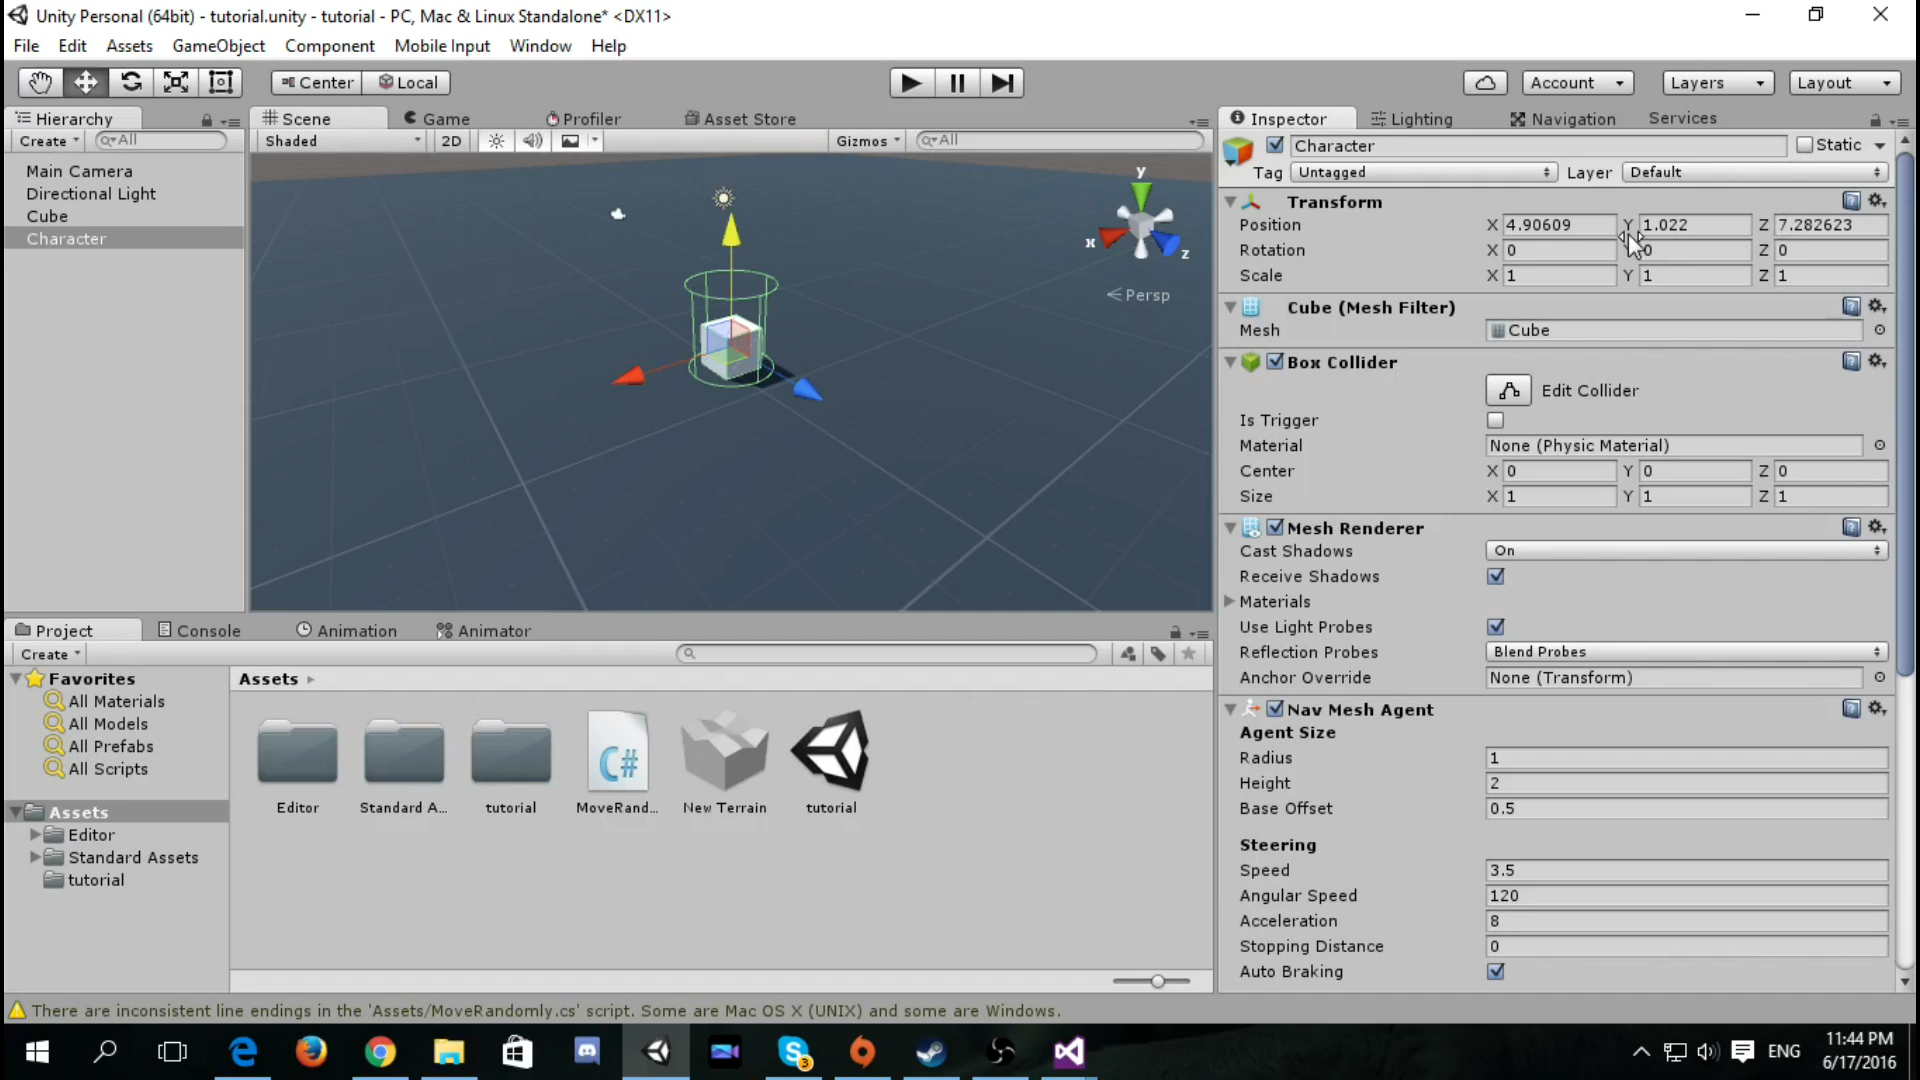 Unity Personal (64bit) - tutorial.unity - tutorial - PC, Mac & Linux Standalone* <DX11>
File Edit Assets GameObject Component Mobile Input Window Help
Center Local Account Layers Layout
Hierarchy
Create All
Main Camera
Directional Light
Cube
Character
Scene Game Profiler Asset Store
Shaded 2D Gizmos All
y
x
z
Persp
Inspector Lighting Navigation Services
Character Static
Tag Untagged Layer Default
Transform
Position X 4.90609 Y 1.022 Z 7.282623
Rotation X 0 0 Z 0
Scale X 1 Y 1 Z 1
Cube (Mesh Filter)
Mesh Cube
Box Collider
Edit Collider
Is Trigger
Material None (Physic Material)
Center X 0 Y 0 Z 0
Size X 1 Y 1 Z 1
Mesh Renderer
Cast Shadows On
Receive Shadows
Materials
Use Light Probes
Reflection Probes Blend Probes
Anchor Override None (Transform)
Nav Mesh Agent
Agent Size
Radius 1
Height 2
Base Offset 0.5
Steering
Speed 3.5
Angular Speed 120
Acceleration 8
Stopping Distance 0
Auto Braking
Project Console Animation Animator
Create
Favorites
All Materials
All Models
All Prefabs
All Scripts
Assets
Editor
Standard Assets
tutorial
Assets
C#
Editor Standard A... tutorial MoveRand... New Terrain tutorial
There are inconsistent line endings in the 'Assets/MoveRandomly.cs' script. Some are Mac OS X (UNIX) and some are Windows.
3
ENG
11:44 PM
6/17/2016